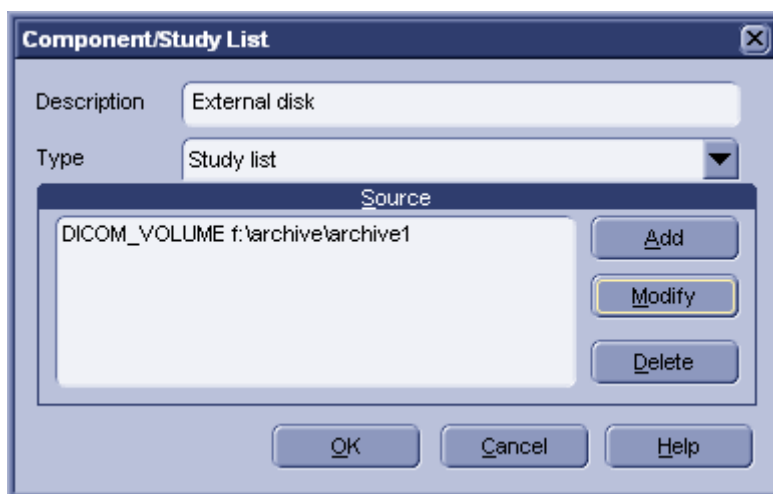 Component/Study List
Description External disk
Type Study list
Source
DICOM_VOLUME f:\archive\archive1
Add
Modify
Delete
OK Cancel Help